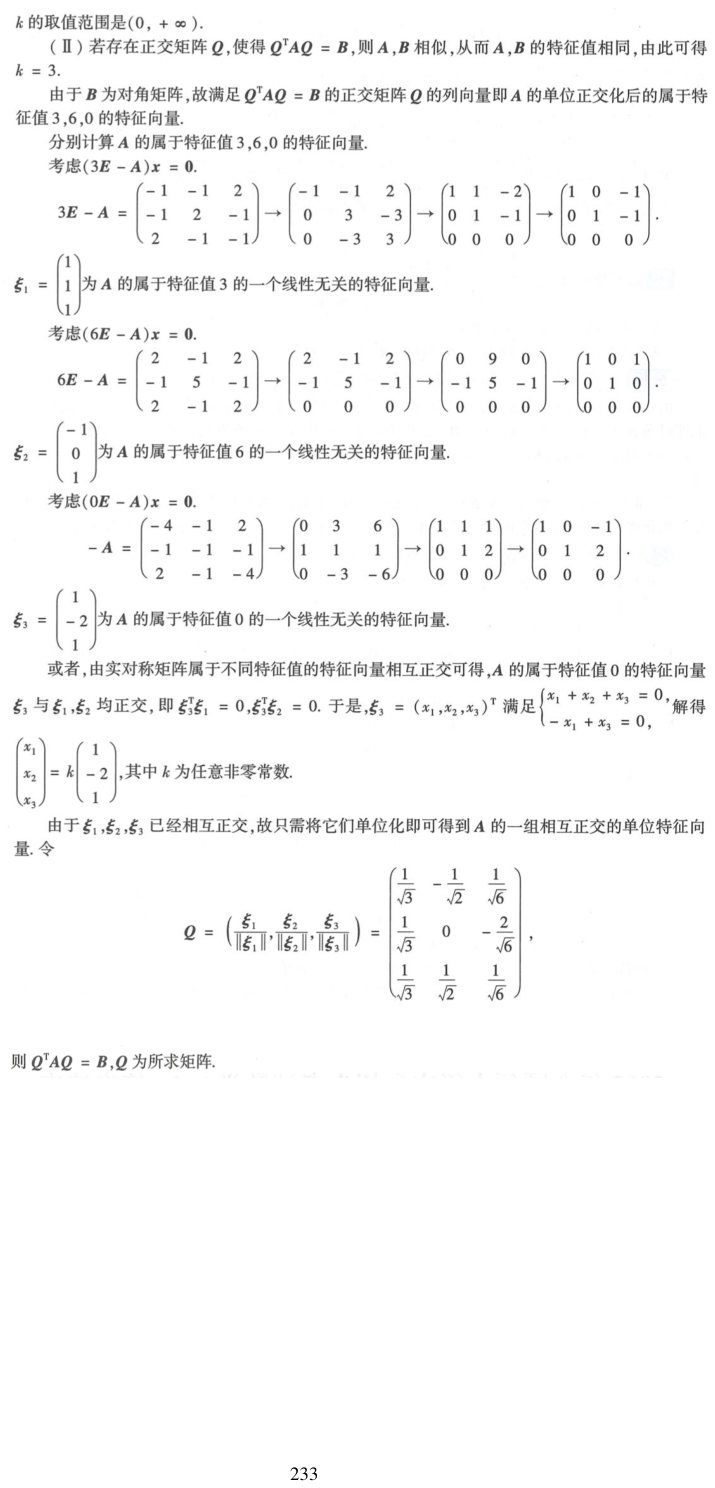 k 的取值范围是(0, + ∞ ).
(Ⅱ) 若存在正交矩阵 Q,使得 QᵀAQ = B,则 A,B 相似,从而 A,B 的特征值相同,由此可得
k = 3.
由于 B 为对角矩阵,故满足 QᵀAQ = B 的正交矩阵 Q 的列向量即 A 的单位正交化后的属于特
征值 3,6,0 的特征向量.
分别计算 A 的属于特征值 3,6,0 的特征向量.
考虑(3E - A)x = 0.
3E - A = (-1 -1 2; -1 2 -1; 2 -1 -1) → (-1 -1 2; 0 3 -3; 0 -3 3) → (1 1 -2; 0 1 -1; 0 0 0) → (1 0 -1; 0 1 -1; 0 0 0).
ξ₁ = (1; 1; 1) 为 A 的属于特征值 3 的一个线性无关的特征向量.
考虑(6E - A)x = 0.
6E - A = (2 -1 2; -1 5 -1; 2 -1 2) → (2 -1 2; -1 5 -1; 0 0 0) → (0 9 0; -1 5 -1; 0 0 0) → (1 0 1; 0 1 0; 0 0 0).
ξ₂ = (-1; 0; 1) 为 A 的属于特征值 6 的一个线性无关的特征向量.
考虑(0E - A)x = 0.
- A = (-4 -1 2; -1 -1 -1; 2 -1 -4) → (0 3 6; 1 1 1; 0 -3 -6) → (1 1 1; 0 1 2; 0 0 0) → (1 0 -1; 0 1 2; 0 0 0).
ξ₃ = (1; -2; 1) 为 A 的属于特征值 0 的一个线性无关的特征向量.
或者,由实对称矩阵属于不同特征值的特征向量相互正交可得,A 的属于特征值 0 的特征向量
ξ₃ 与 ξ₁,ξ₂ 均正交, 即 ξ₃ᵀξ₁ = 0,ξ₃ᵀξ₂ = 0. 于是,ξ₃ = (x₁,x₂,x₃)ᵀ 满足 {x₁ + x₂ + x₃ = 0, - x₁ + x₃ = 0, 解得
(x₁; x₂; x₃) = k (1; -2; 1),其中 k 为任意非零常数.
由于 ξ₁,ξ₂,ξ₃ 已经相互正交,故只需将它们单位化即可得到 A 的一组相互正交的单位特征向
量. 令
Q = (ξ₁/‖ξ₁‖, ξ₂/‖ξ₂‖, ξ₃/‖ξ₃‖) = (1/√3 -1/√2 1/√6; 1/√3 0 -2/√6; 1/√3 1/√2 1/√6),
则 QᵀAQ = B,Q 为所求矩阵.
233